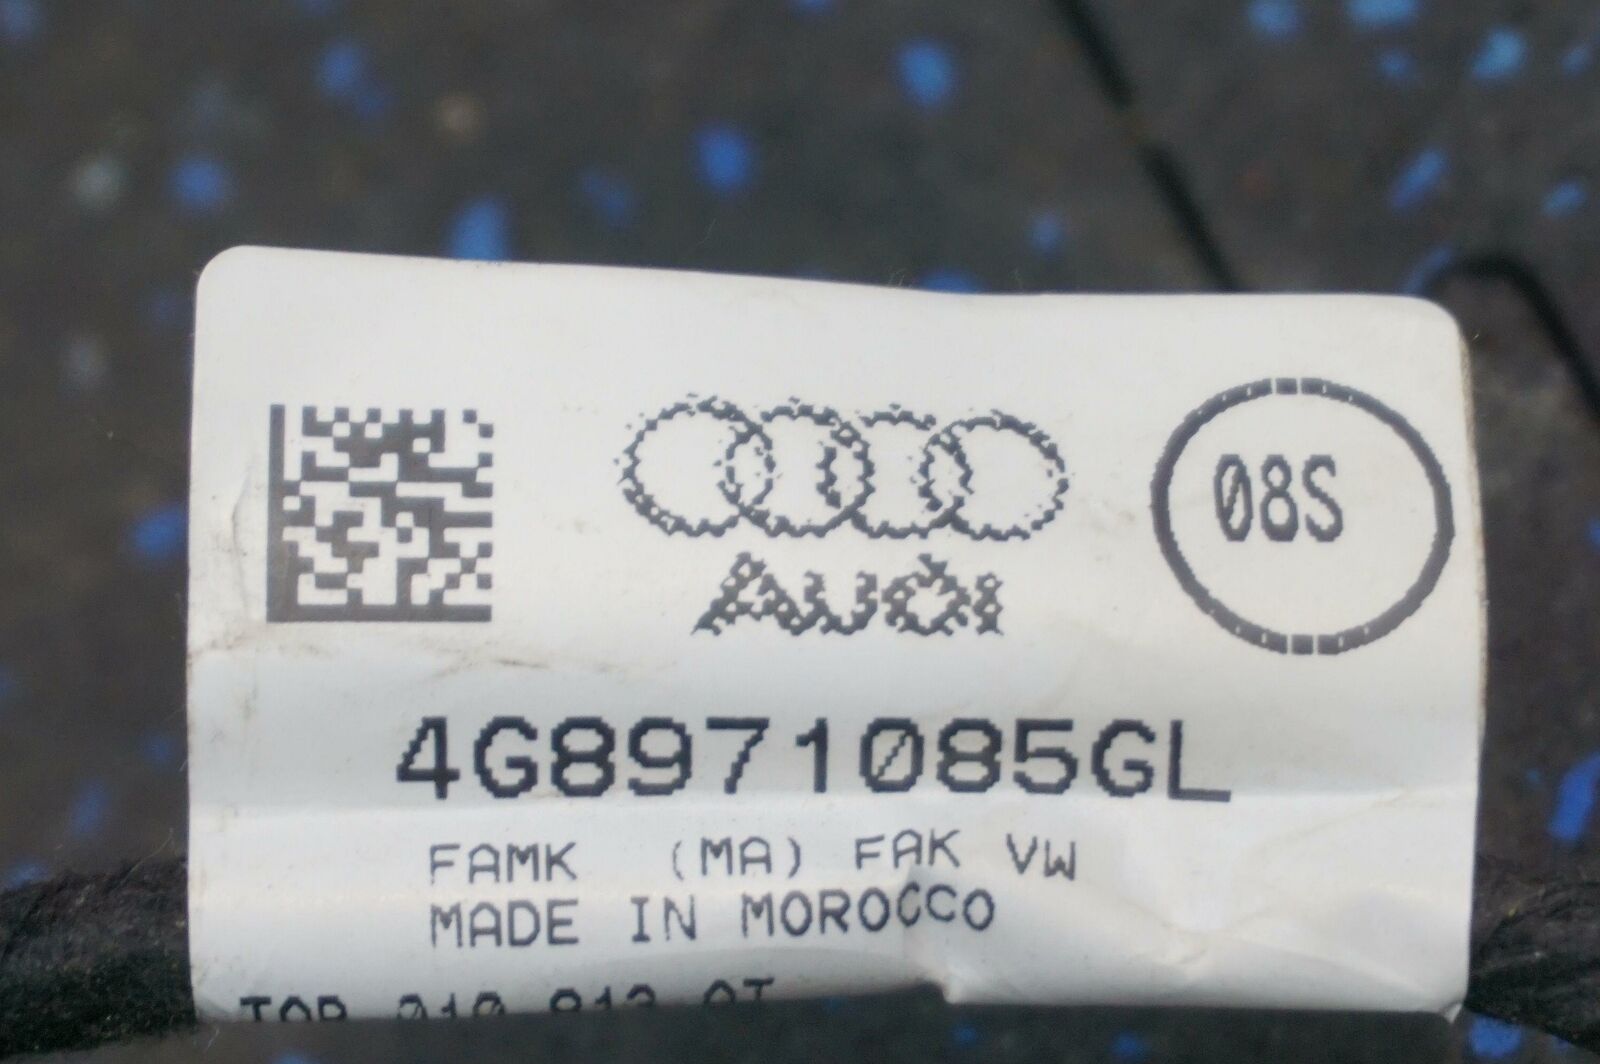 08S
AUDI
4G8971085GL
FAMK (MA) FAK VW
MADE IN MOROCCO